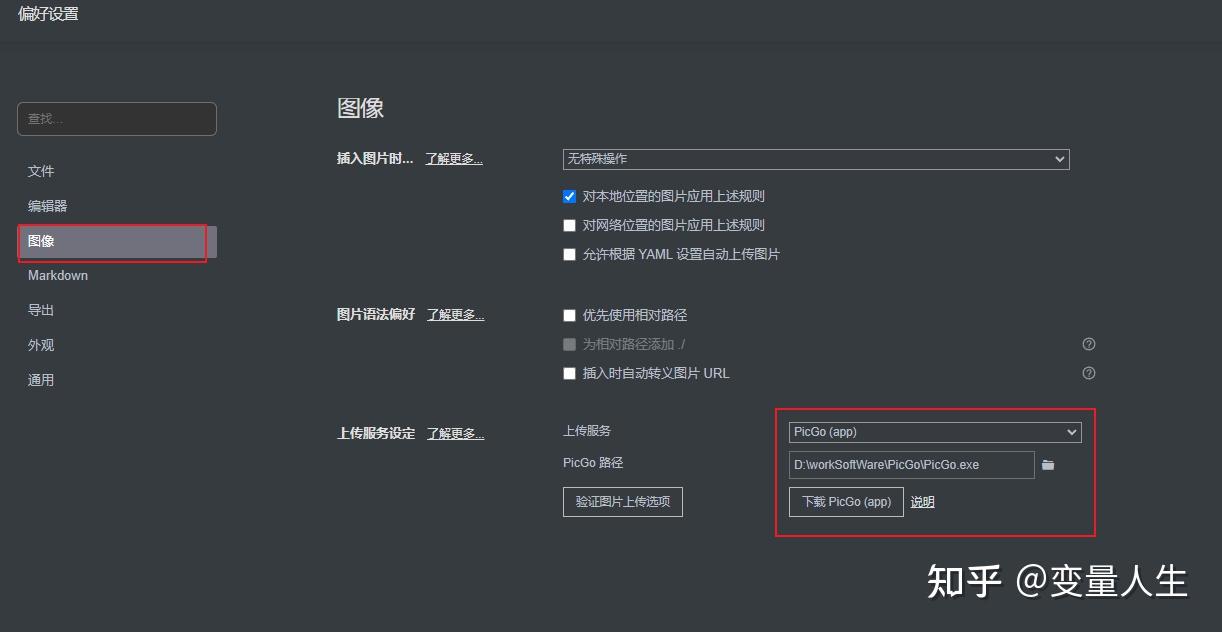 偏好设置
查找...
文件
编辑器
图像
Markdown
导出
外观
通用
图像
插入图片时... 了解更多... 无特殊操作
对本地位置的图片应用上述规则
对网络位置的图片应用上述规则
允许根据 YAML 设置自动上传图片
图片语法偏好 了解更多... 优先使用相对路径
为相对路径添加 ./
插入时自动转义图片 URL
上传服务设定 了解更多... 上传服务 PicGo (app)
PicGo 路径 D:\workSoftWare\PicGo\PicGo.exe
验证图片上传选项 下载 PicGo (app) 说明
知乎 @变量人生